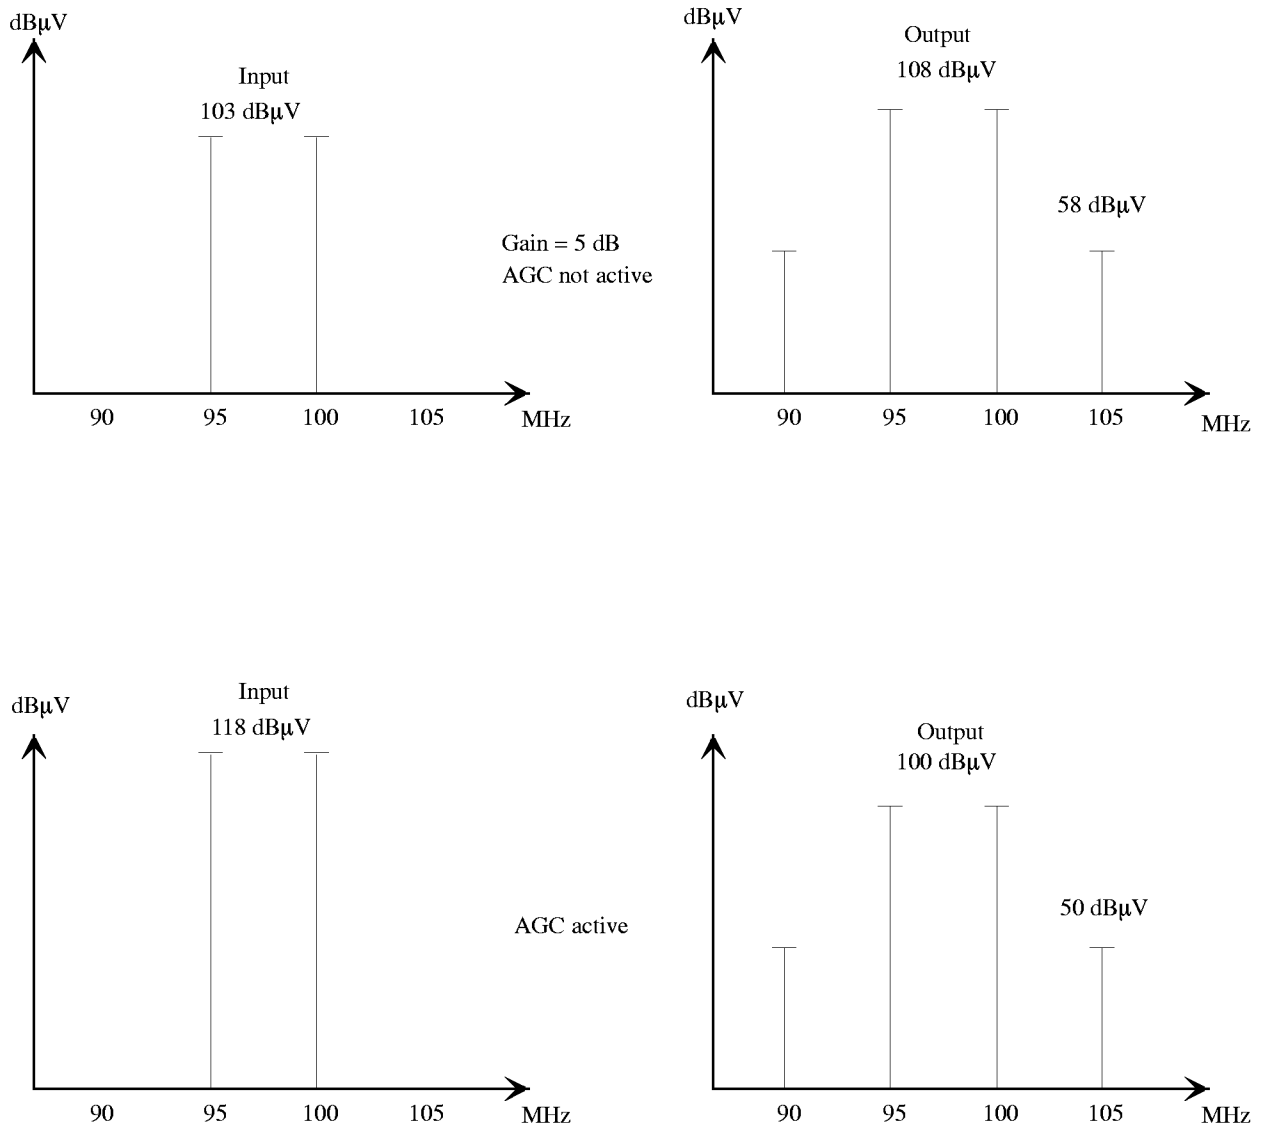 dBµV
Input
103 dBµV
90 95 100 105 MHz
Gain = 5 dB
AGC not active
dBµV
Output
108 dBµV
58 dBµV
90 95 100 105 MHz
dBµV
Input
118 dBµV
90 95 100 105 MHz
AGC active
dBµV
Output
100 dBµV
50 dBµV
90 95 100 105 MHz